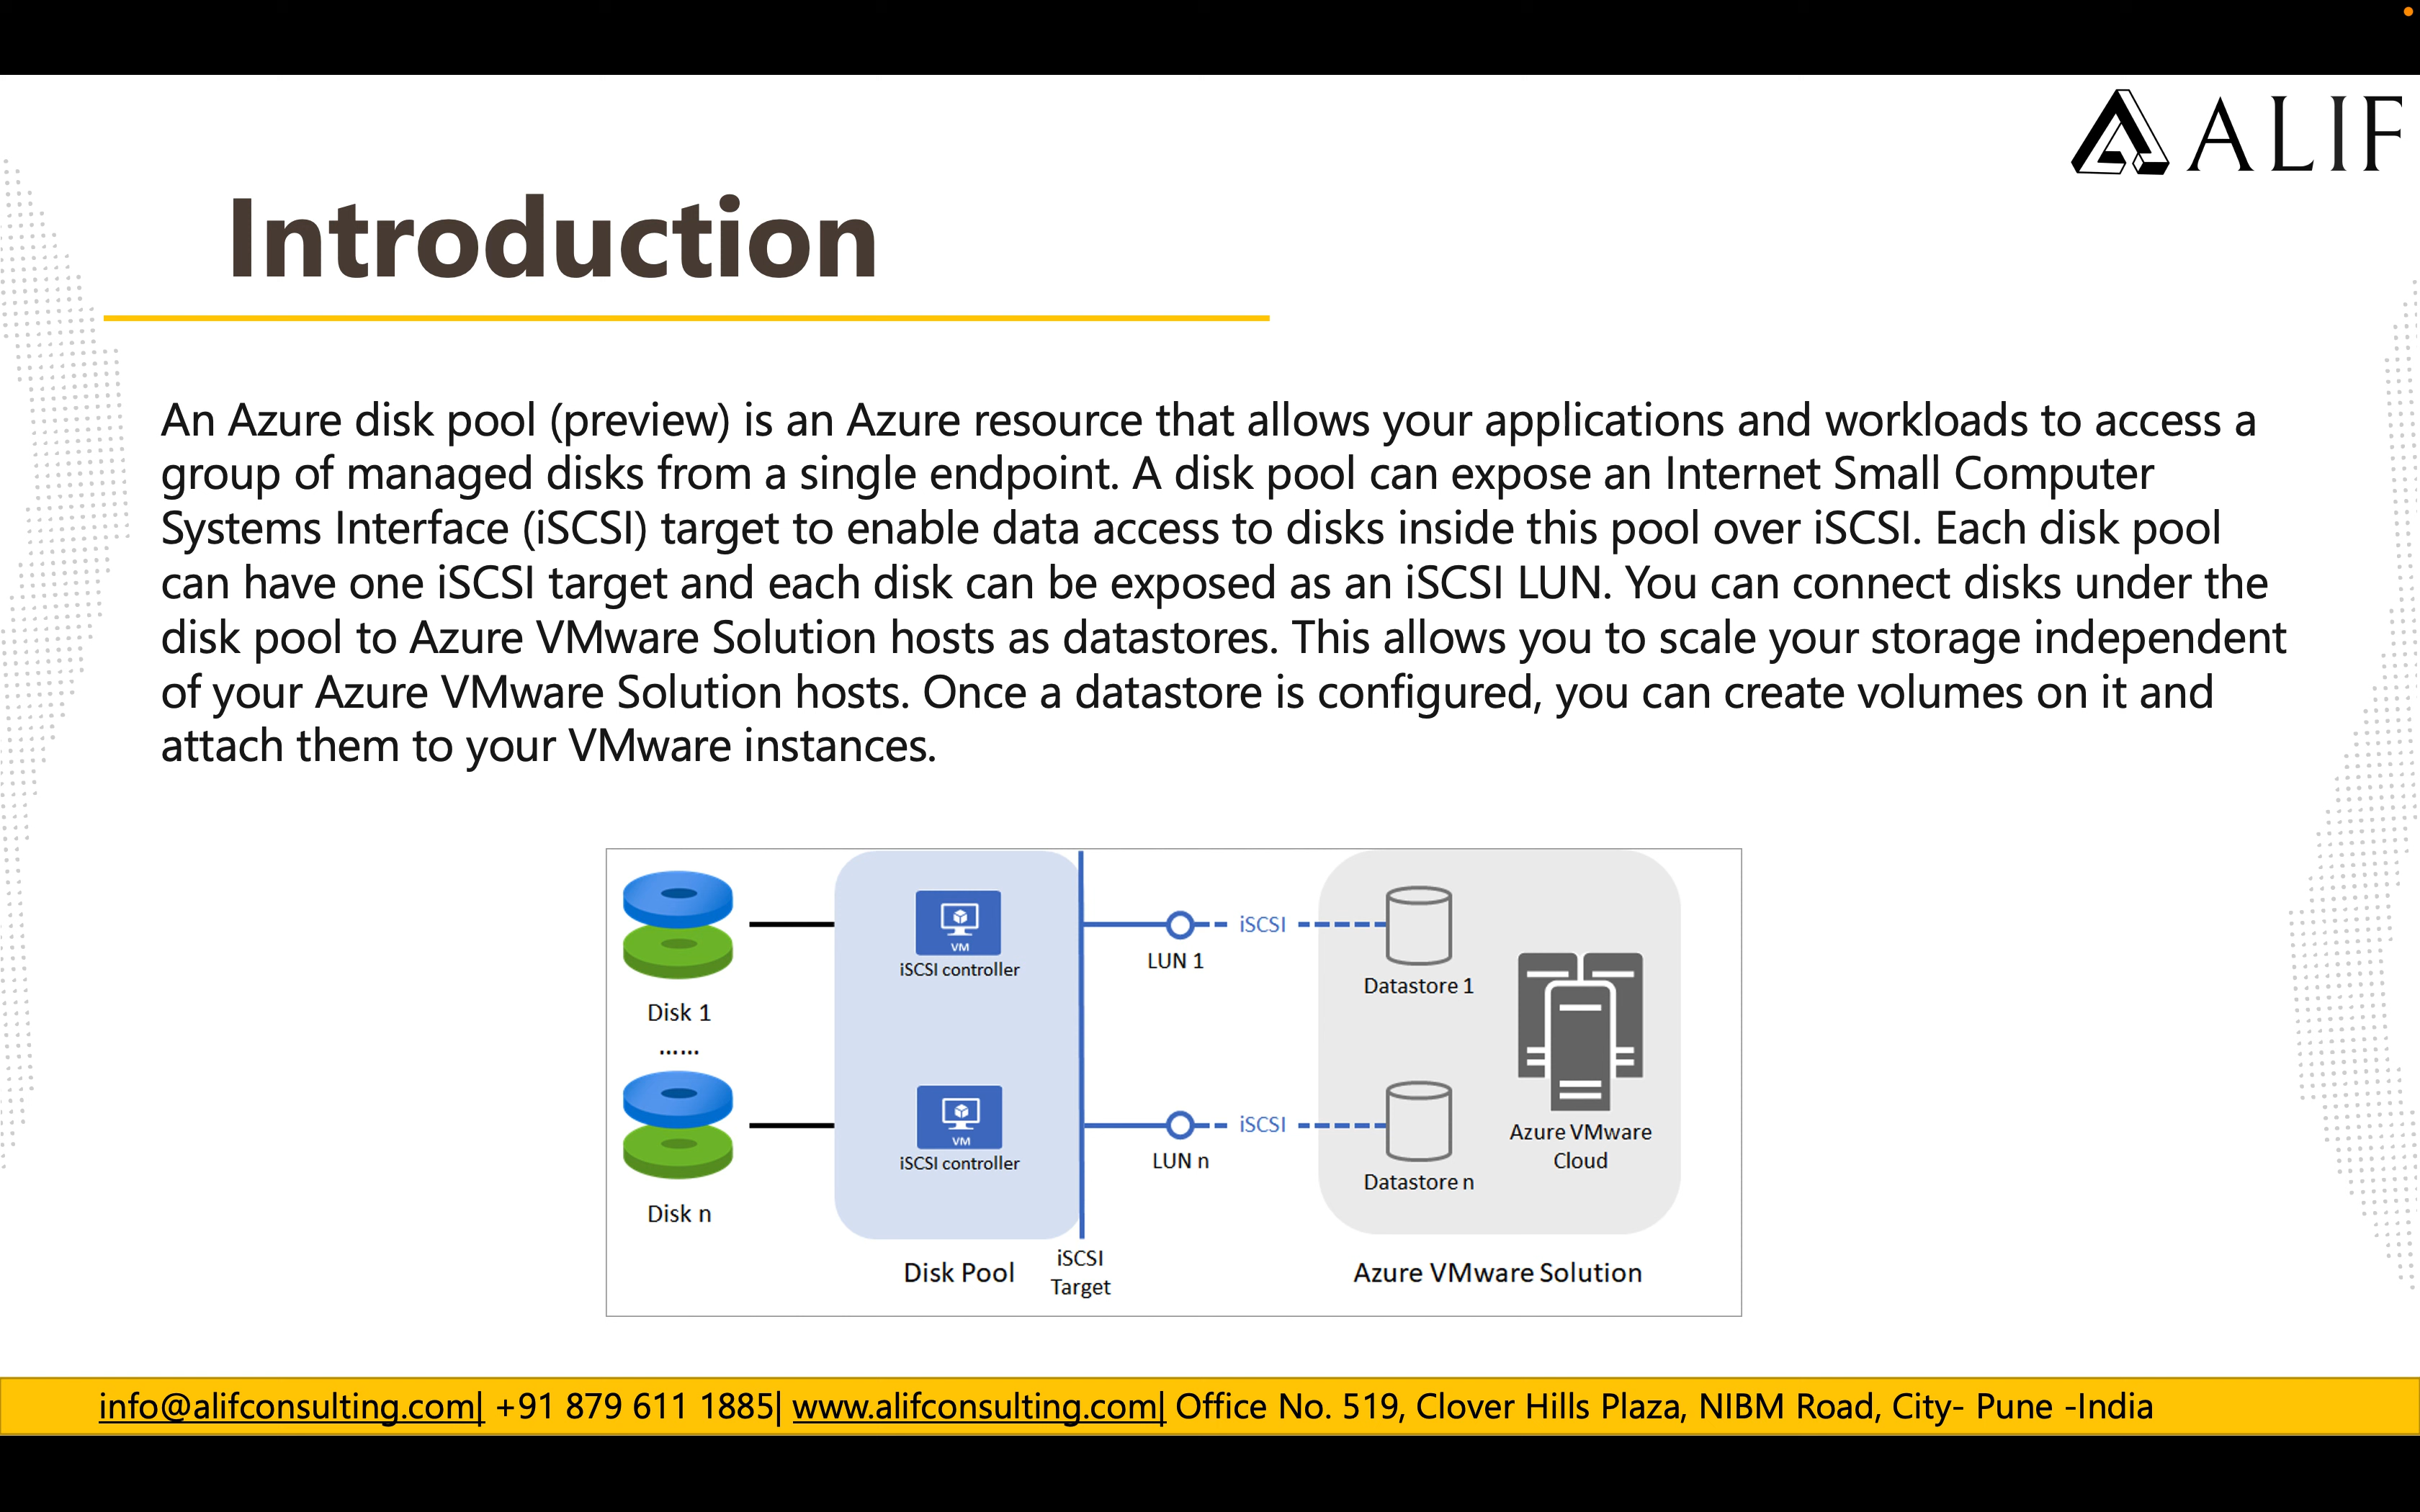 ALIF
Introduction
An Azure disk pool (preview) is an Azure resource that allows your applications and workloads to access a
group of managed disks from a single endpoint. A disk pool can expose an Internet Small Computer
Systems Interface (iSCSI) target to enable data access to disks inside this pool over iSCSI. Each disk pool
can have one iSCSI target and each disk can be exposed as an iSCSI LUN. You can connect disks under the
disk pool to Azure VMware Solution hosts as datastores. This allows you to scale your storage independent
of your Azure VMware Solution hosts. Once a datastore is configured, you can create volumes on it and
attach them to your VMware instances.
Disk 1
......
Disk n
VM
iSCSI controller
VM
iSCSI controller
Disk Pool
iSCSI
Target
LUN 1
iSCSI
LUN n
iSCSI
Datastore 1
Datastore n
Azure VMware
Cloud
Azure VMware Solution
info@alifconsulting.com| +91 879 611 1885| www.alifconsulting.com| Office No. 519, Clover Hills Plaza, NIBM Road, City- Pune -India